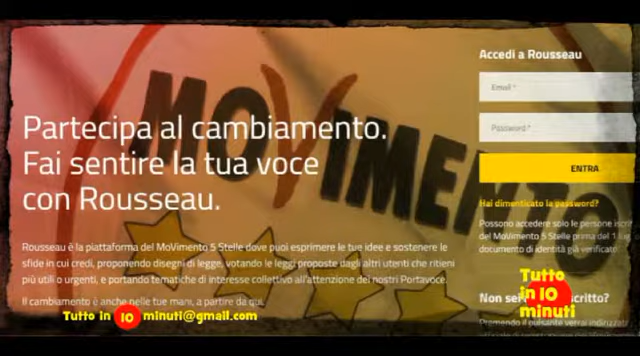 MOVIMENTO
Partecipa al cambiamento.
Fai sentire la tua voce
con Rousseau.
Rousseau è la piattaforma del MoVimento 5 Stelle dove puoi esprimere le tue idee e sostenere le
sfide in cui credi, proponendo disegni di legge, votando le leggi proposte dagli altri utenti che ritieni
più utili o urgenti, e portando tematiche di interesse collettivo all'attenzione dei nostri Portavoce.
Il cambiamento è anche nelle tue mani, a partire da qui.
Tutto in 10 minuti@gmail.com
Accedi a Rousseau
Email *
Password *
ENTRA
Hai dimenticato la password?
Possono accedere solo le persone
del MoVimento 5 Stelle prima del 1
documento di identità già verificato
Tutto
in 10
minuti
Non
Premendo il pulsante verrai